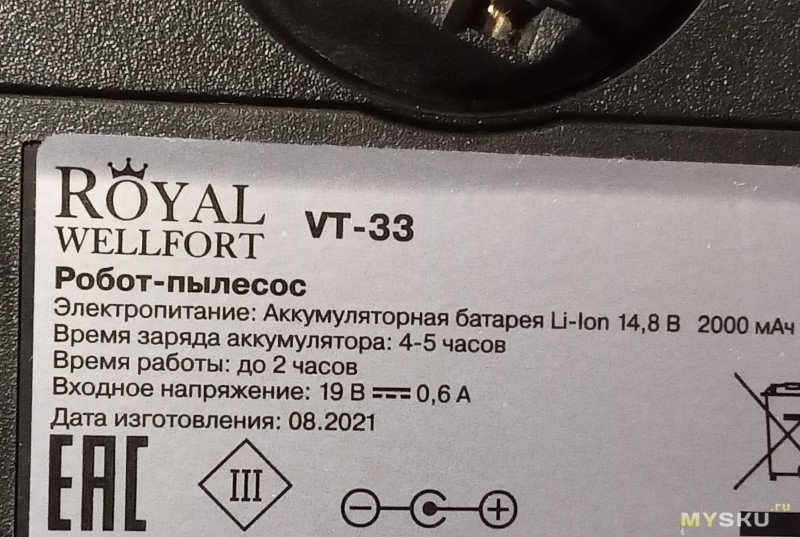 ROYAL
WELLFORT
VT-33
Робот-пылесос
Электропитание: Аккумуляторная батарея Li-Ion 14,8 В 2000 мАч
Время заряда аккумулятора: 4-5 часов
Время работы: до 2 часов
Входное напряжение: 19 В 0,6 А
Дата изготовления: 08.2021
EAC
III
MYSKU.ru